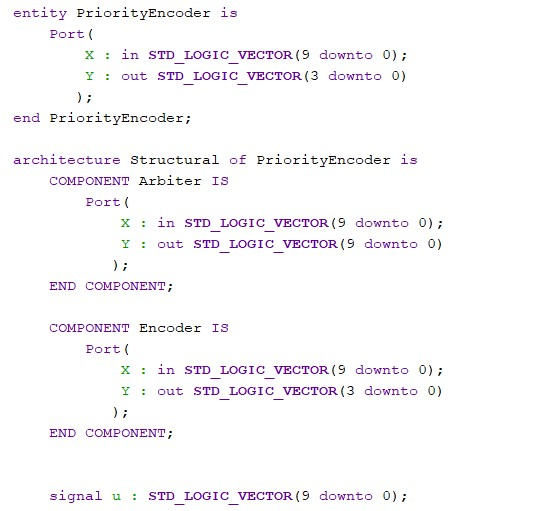 entity PriorityEncoder is
    Port(
        X : in STD_LOGIC_VECTOR(9 downto 0);
        Y : out STD_LOGIC_VECTOR(3 downto 0)
       );
end PriorityEncoder;

architecture Structural of PriorityEncoder is
    COMPONENT Arbiter IS
        Port(
            X : in STD_LOGIC_VECTOR(9 downto 0);
            Y : out STD_LOGIC_VECTOR(9 downto 0)
           );
    END COMPONENT;

    COMPONENT Encoder IS
        Port(
            X : in STD_LOGIC_VECTOR(9 downto 0);
            Y : out STD_LOGIC_VECTOR(3 downto 0)
           );
    END COMPONENT;


    signal u : STD_LOGIC_VECTOR(9 downto 0);